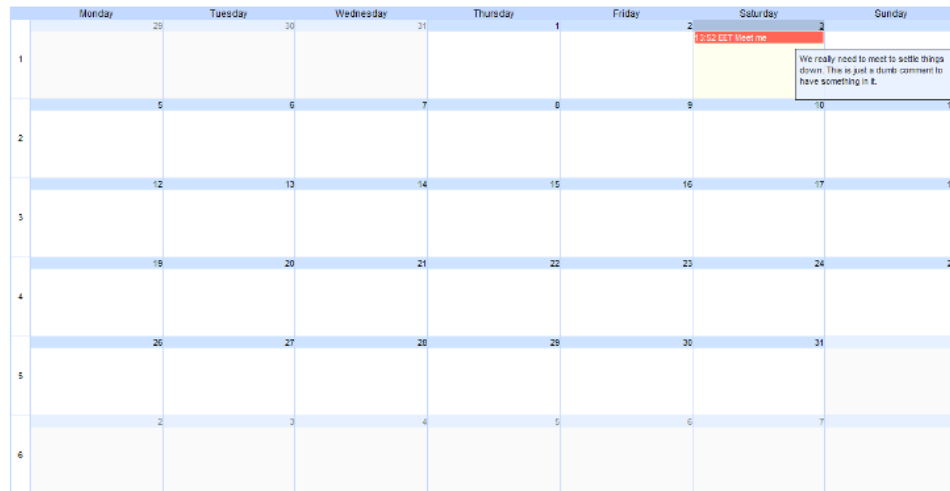 Monday Tuesday Wednesday Thursday Friday Saturday Sunday
29 30 31 1 2 3
13:52 EET Meet me
1
We really need to meet to settle things
down. This is just a dumb comment to
have something in it.
5 6 7 8 9 10
2
12 13 14 15 16 17
3
19 20 21 22 23 24
4
26 27 28 29 30 31
5
2 3 4 5 6 7
6